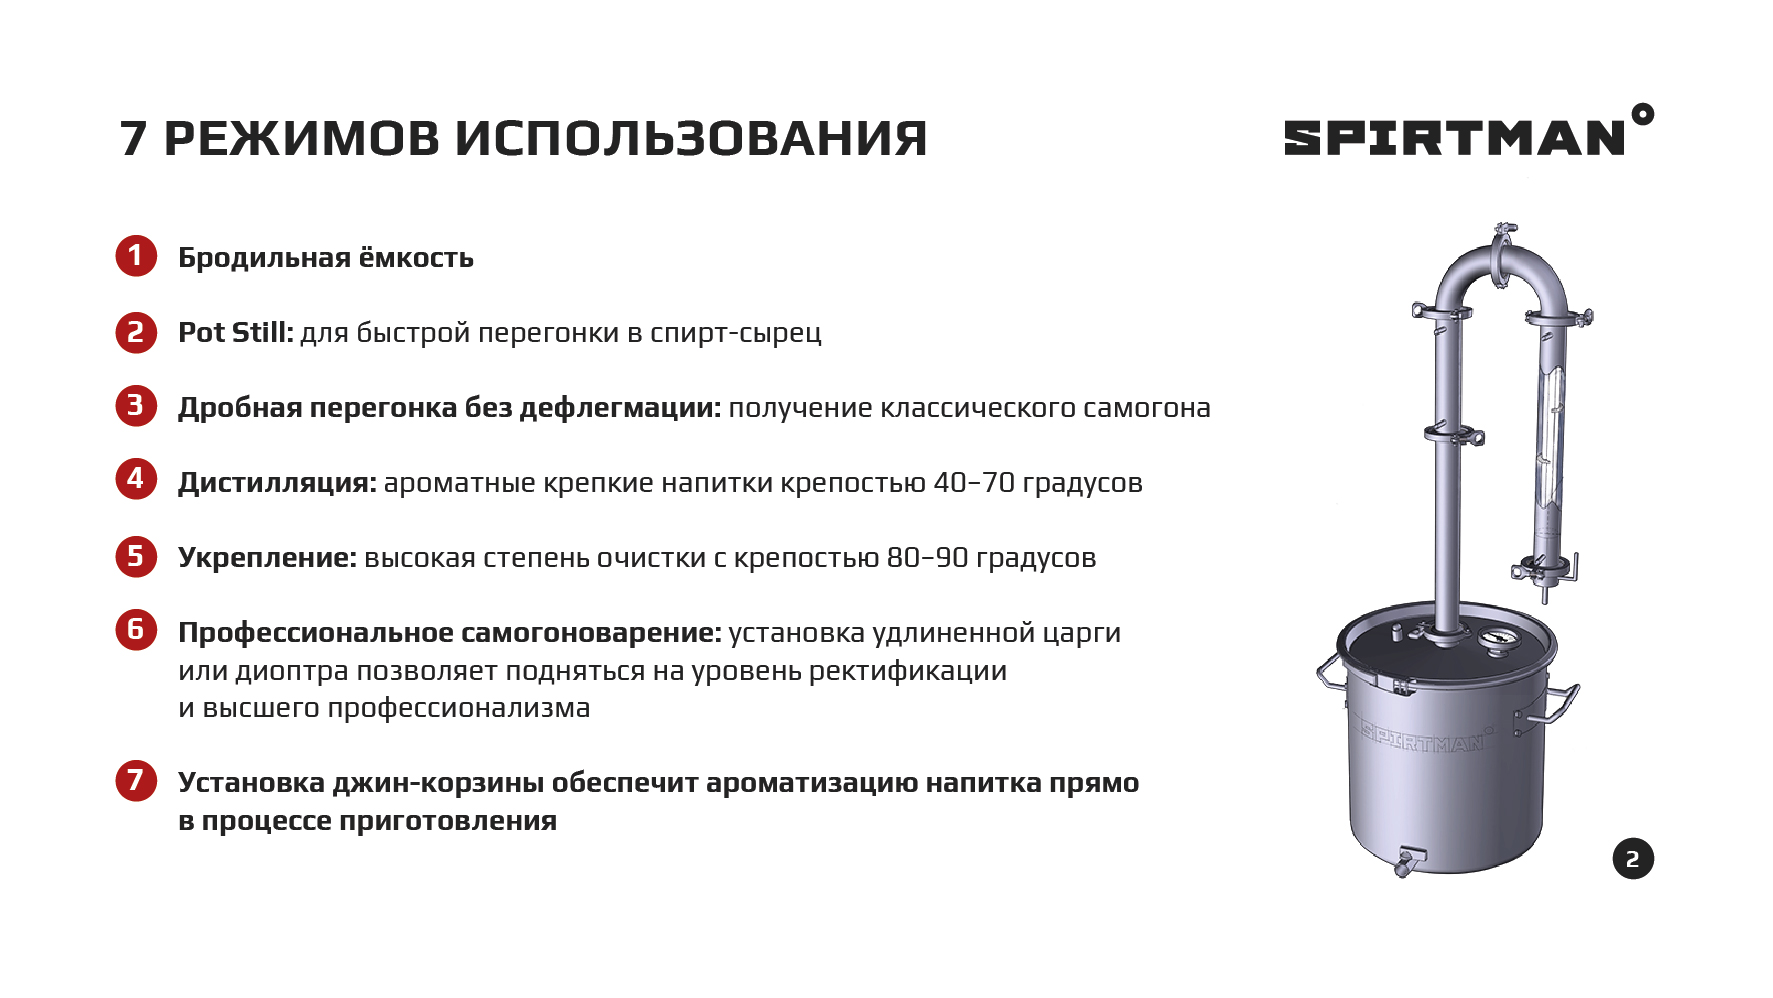 7 РЕЖИМОВ ИСПОЛЬЗОВАНИЯ
SPIRTMAN°
1 Бродильная ёмкость
2 Pot Still: для быстрой перегонки в спирт-сырец
3 Дробная перегонка без дефлегмации: получение классического самогона
4 Дистилляция: ароматные крепкие напитки крепостью 40–70 градусов
5 Укрепление: высокая степень очистки с крепостью 80–90 градусов
6 Профессиональное самогоноварение: установка удлиненной царги
или диоптра позволяет подняться на уровень ректификации
и высшего профессионализма
7 Установка джин-корзины обеспечит ароматизацию напитка прямо
в процессе приготовления
SPIRTMAN°
2